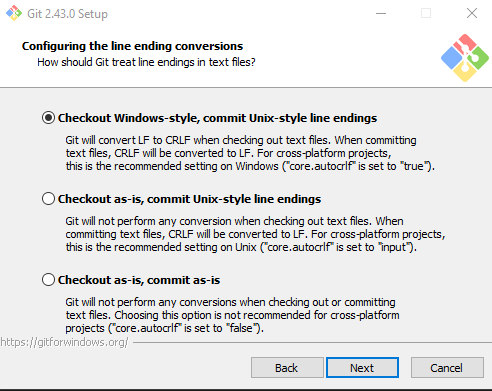 Git 2.43.0 Setup
Configuring the line ending conversions
How should Git treat line endings in text files?
Checkout Windows-style, commit Unix-style line endings
Git will convert LF to CRLF when checking out text files. When committing
text files, CRLF will be converted to LF. For cross-platform projects,
this is the recommended setting on Windows ("core.autocrlf" is set to "true").
Checkout as-is, commit Unix-style line endings
Git will not perform any conversion when checking out text files. When
committing text files, CRLF will be converted to LF. For cross-platform projects,
this is the recommended setting on Unix ("core.autocrlf" is set to "input").
Checkout as-is, commit as-is
Git will not perform any conversions when checking out or committing
text files. Choosing this option is not recommended for cross-platform
projects ("core.autocrlf" is set to "false").
https://gitforwindows.org/
Back
Next
Cancel